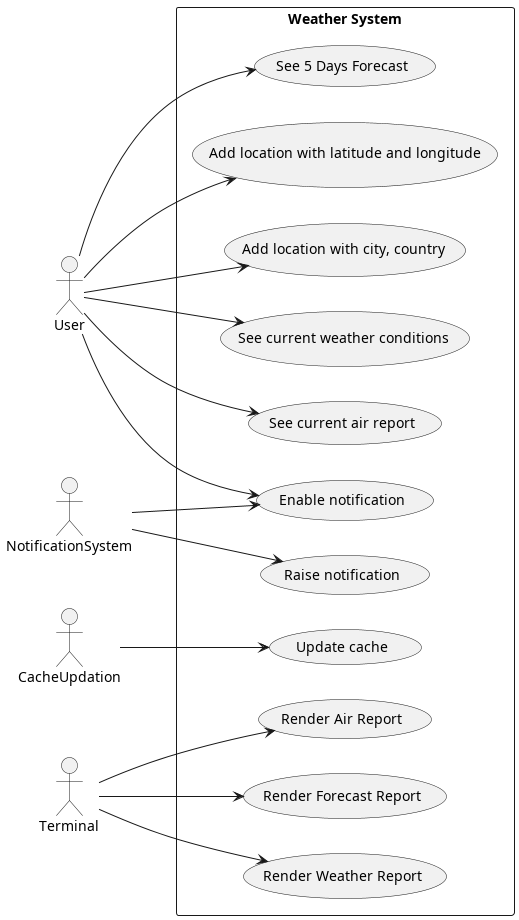 Weather System
See 5 Days Forecast
Add location with latitude and longitude
Add location with city, country
User
See current weather conditions
See current air report
Enable notification
NotificationSystem
Raise notification
Update cache
CacheUpdation
Render Air Report
Render Forecast Report
Terminal
Render Weather Report